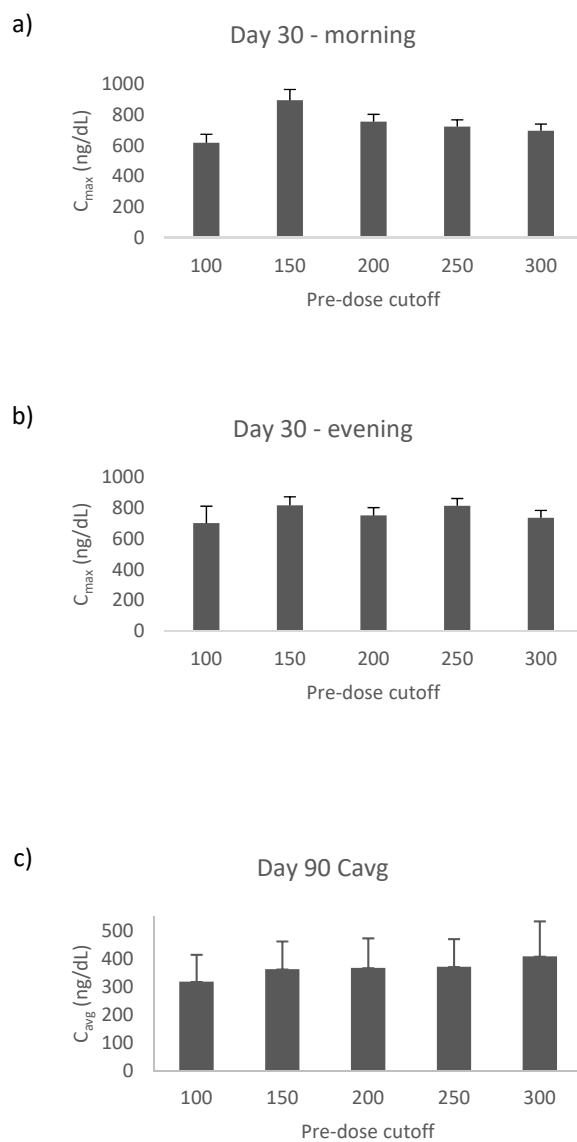 a)
Day 30 - morning
C_max (ng/dL)
1000
800
600
400
200
0
100 150 200 250 300
Pre-dose cutoff
b)
Day 30 - evening
C_max (ng/dL)
1000
800
600
400
200
0
100 150 200 250 300
Pre-dose cutoff
c)
Day 90 Cavg
C_avg (ng/dL)
500
400
300
200
100
0
100 150 200 250 300
Pre-dose cutoff